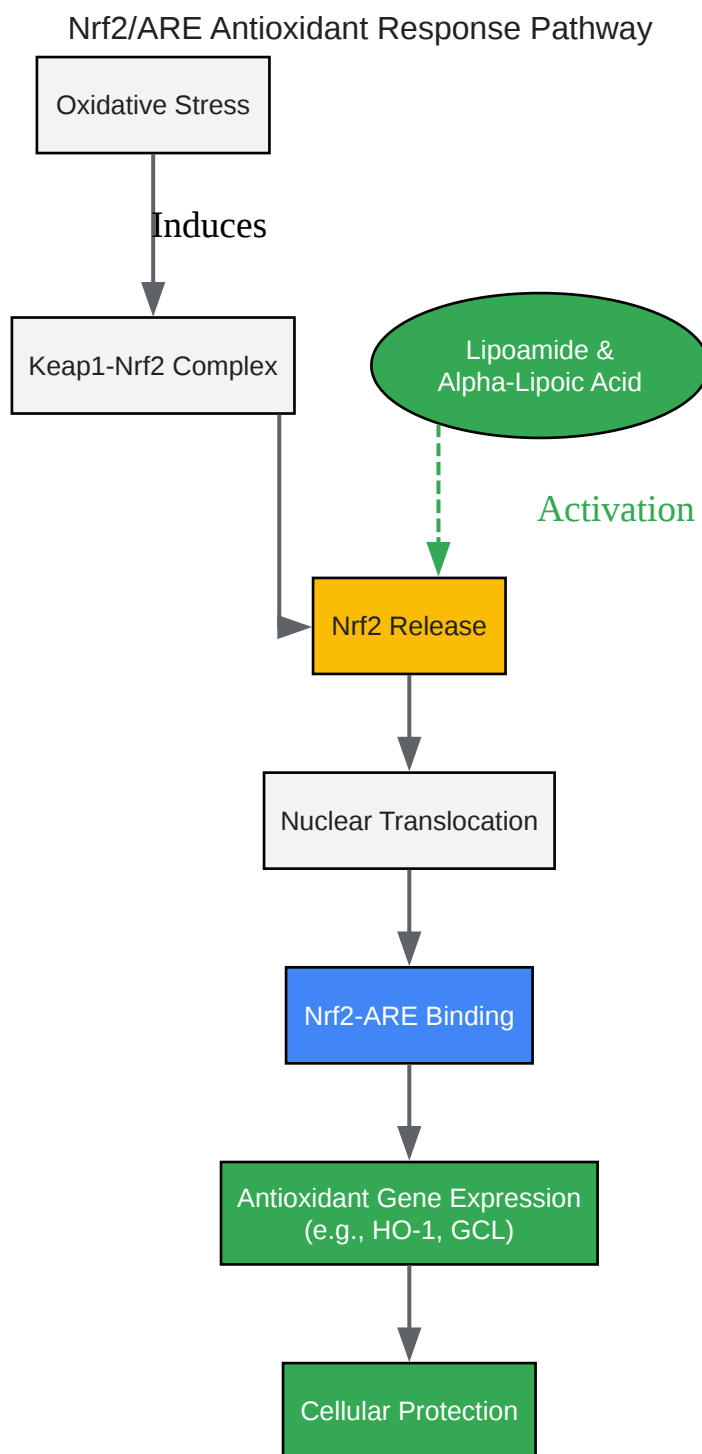 Nrf2/ARE Antioxidant Response Pathway
Oxidative Stress
Induces
Keap1-Nrf2 Complex
Lipoamide &
Alpha-Lipoic Acid
Activation
Nrf2 Release
Nuclear Translocation
Nrf2-ARE Binding
Antioxidant Gene Expression
(e.g., HO-1, GCL)
Cellular Protection